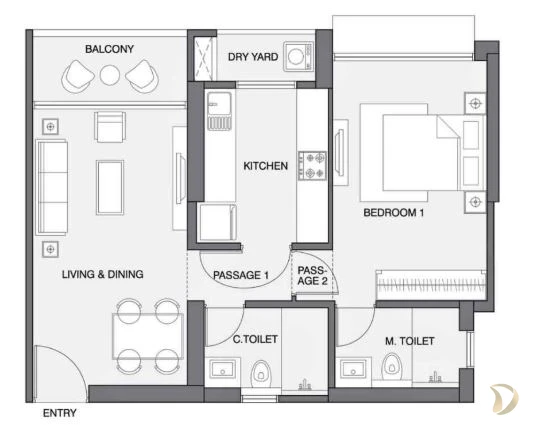 BALCONY
DRY YARD
KITCHEN
BEDROOM 1
LIVING & DINING
PASSAGE 1
PASS-
AGE 2
C.TOILET
M. TOILET
ENTRY